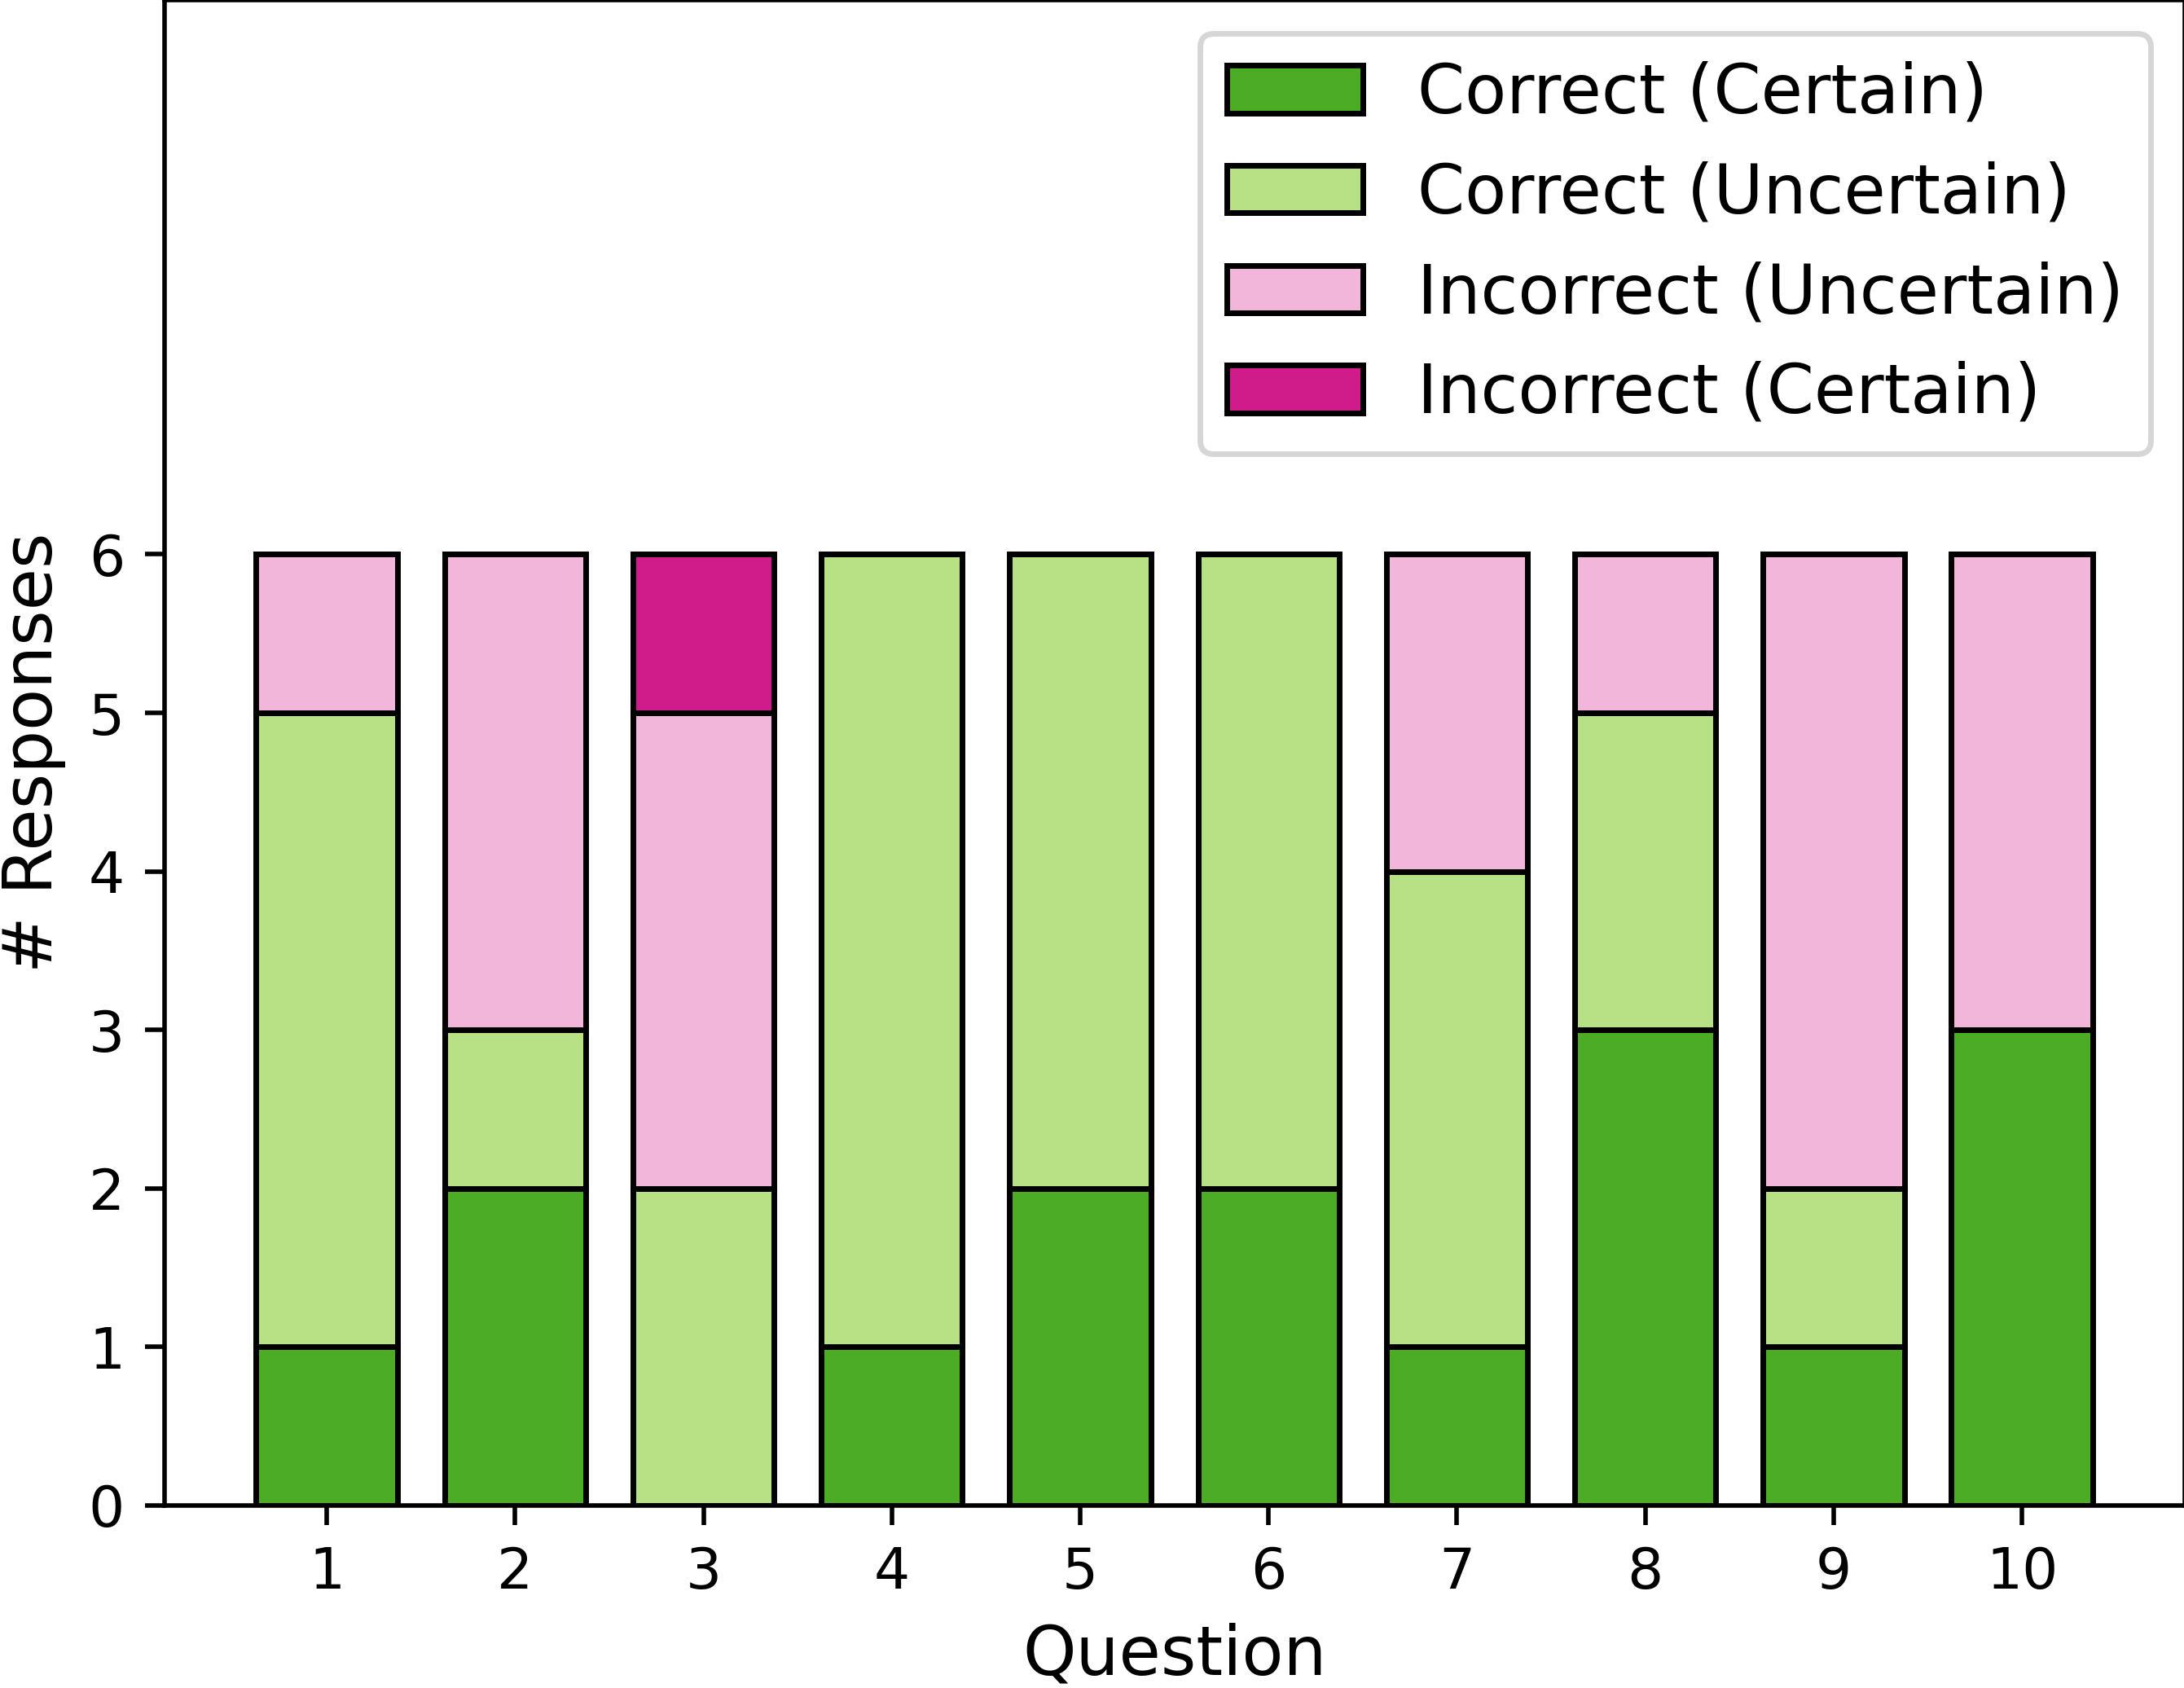 Correct (Certain)
Correct (Uncertain)
Incorrect (Uncertain)
Incorrect (Certain)
# Responses
6
5
4
3
2
1
0
1 2 3 4 5 6 7 8 9 10
Question